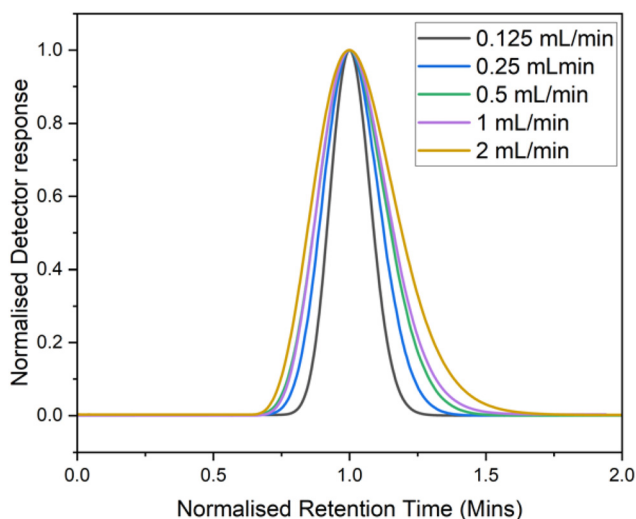 Normalised Detector response
1.0
0.8
0.6
0.4
0.2
0.0
0.125 mL/min
0.25 mLmin
0.5 mL/min
1 mL/min
2 mL/min
0.0 0.5 1.0 1.5 2.0
Normalised Retention Time (Mins)